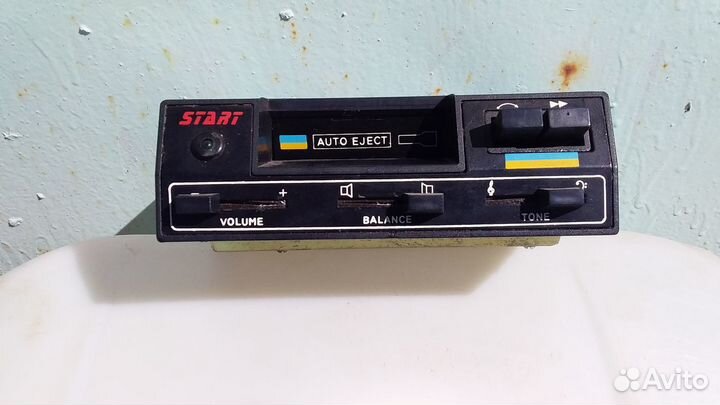 START
AUTO EJECT
VOLUME
BALANCE
TONE
Avito